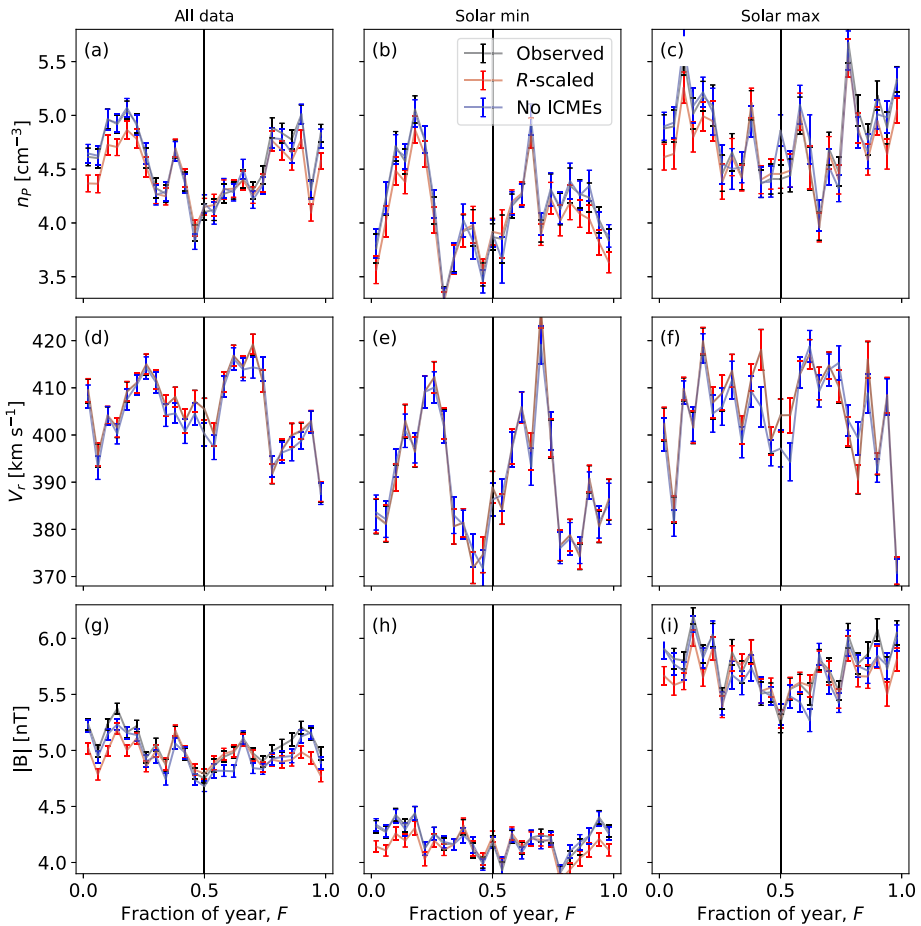 All data Solar min Solar max
(a) (b) (c)
Observed
R-scaled
No ICMEs
5.5
5.0
4.5
4.0
3.5
n_P [cm⁻³]
(d) (e) (f)
420
410
400
390
380
370
V_r [km s⁻¹]
(g) (h) (i)
6.0
5.5
5.0
4.5
4.0
|B| [nT]
0.0 0.5 1.0 0.0 0.5 1.0 0.0 0.5 1.0
Fraction of year, F Fraction of year, F Fraction of year, F